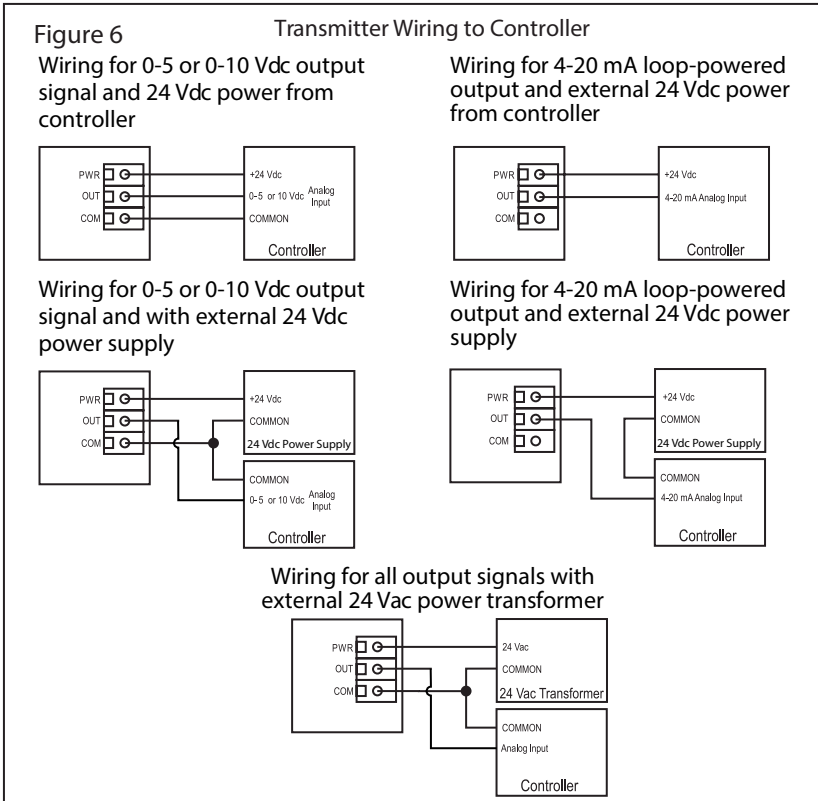 Figure 6
Transmitter Wiring to Controller
Wiring for 0-5 or 0-10 Vdc output
signal and 24 Vdc power from
controller
PWR
OUT
COM
+24 Vdc
0-5 or 10 Vdc Analog
Input
COMMON
Controller
Wiring for 4-20 mA loop-powered
output and external 24 Vdc power
from controller
PWR
OUT
COM
+24 Vdc
4-20 mA Analog Input
Controller
Wiring for 0-5 or 0-10 Vdc output
signal and with external 24 Vdc
power supply
PWR
OUT
COM
+24 Vdc
COMMON
24 Vdc Power Supply
COMMON
0-5 or 10 Vdc Analog
Input
Controller
Wiring for 4-20 mA loop-powered
output and external 24 Vdc power
supply
PWR
OUT
COM
+24 Vdc
COMMON
24 Vdc Power Supply
COMMON
4-20 mA Analog Input
Controller
Wiring for all output signals with
external 24 Vac power transformer
PWR
OUT
COM
24 Vac
COMMON
24 Vac Transformer
COMMON
Analog Input
Controller